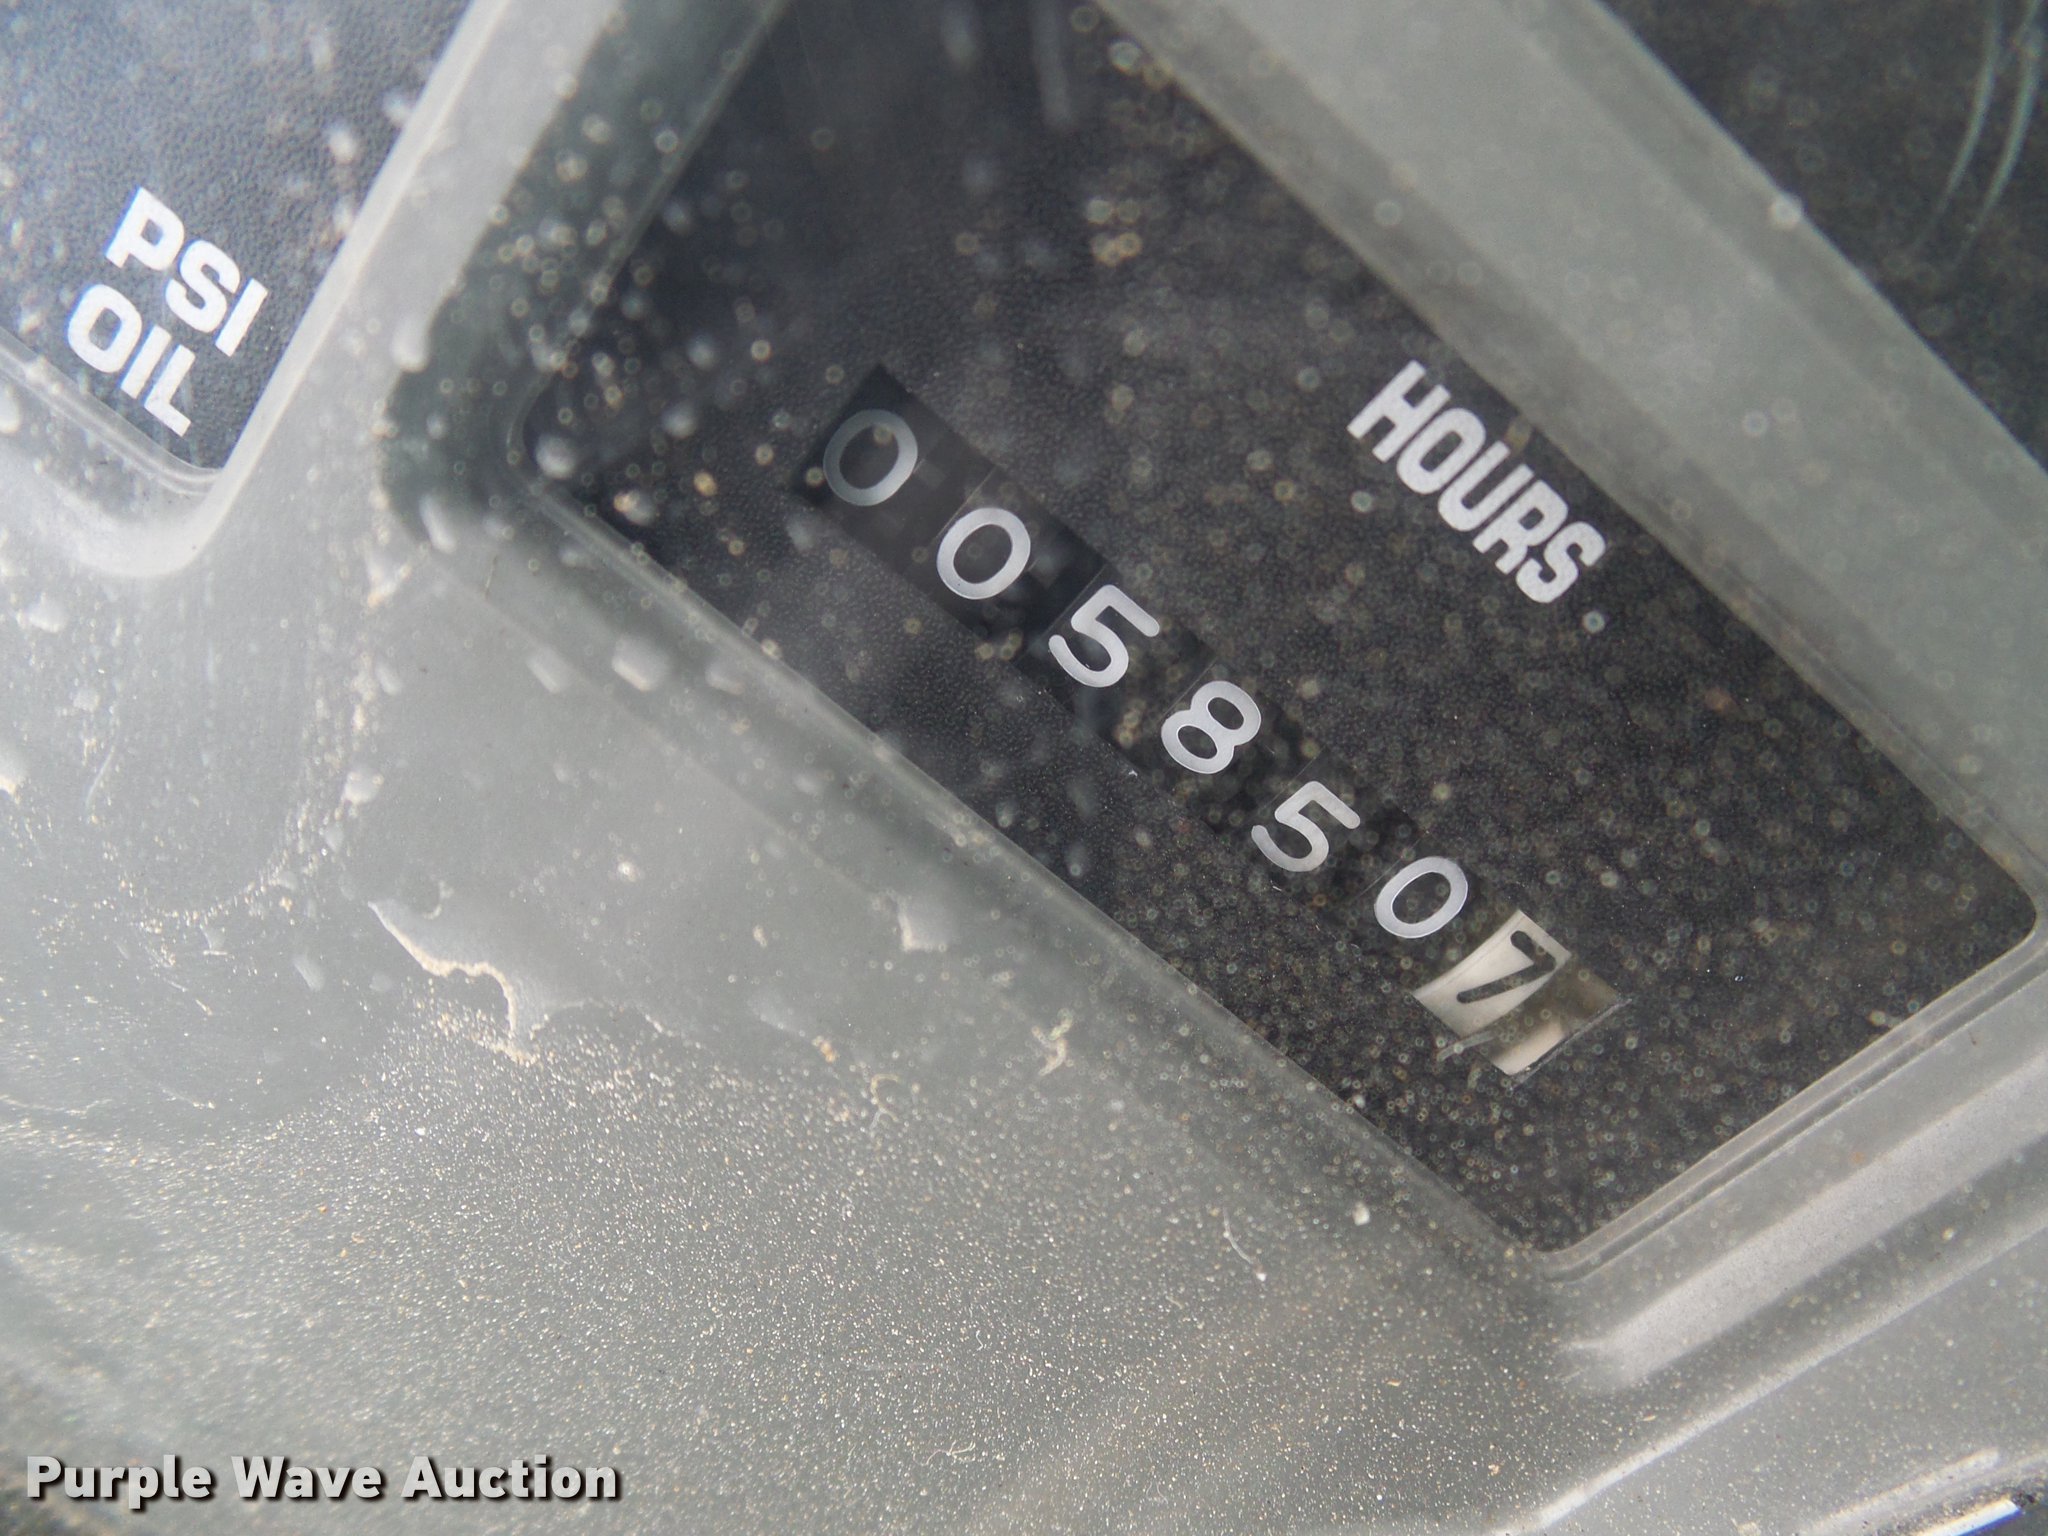 PSI
OIL
HOURS
0058507
Purple Wave Auction